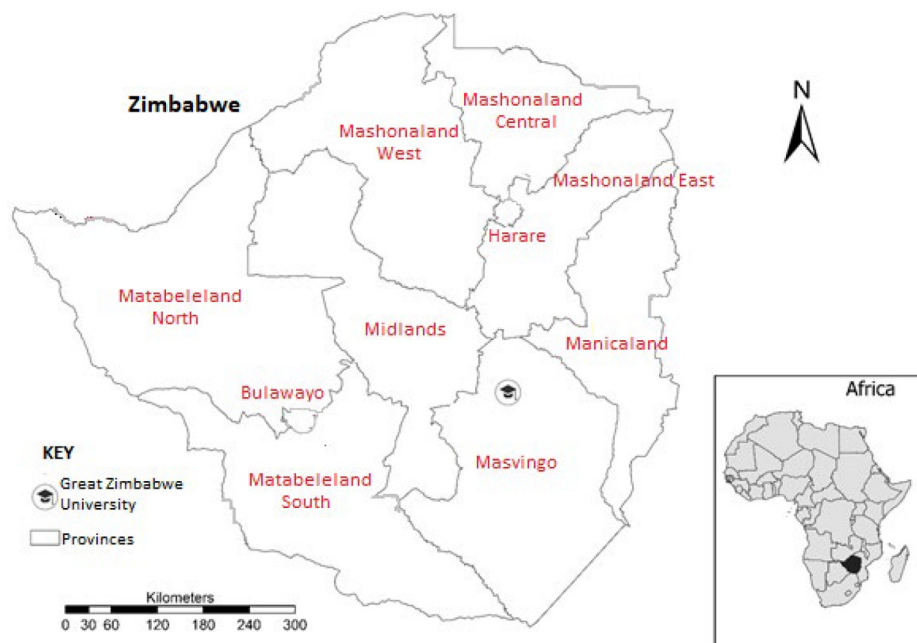 Zimbabwe
Mashonaland
Central
Mashonaland
West
N
Mashonaland East
Harare
Matabeleland
North
Midlands
Manicaland
Bulawayo
Masvingo
Matabeleland
South
KEY
Great Zimbabwe
University
Provinces
Kilometers
0 30 60 120 180 240 300
Africa